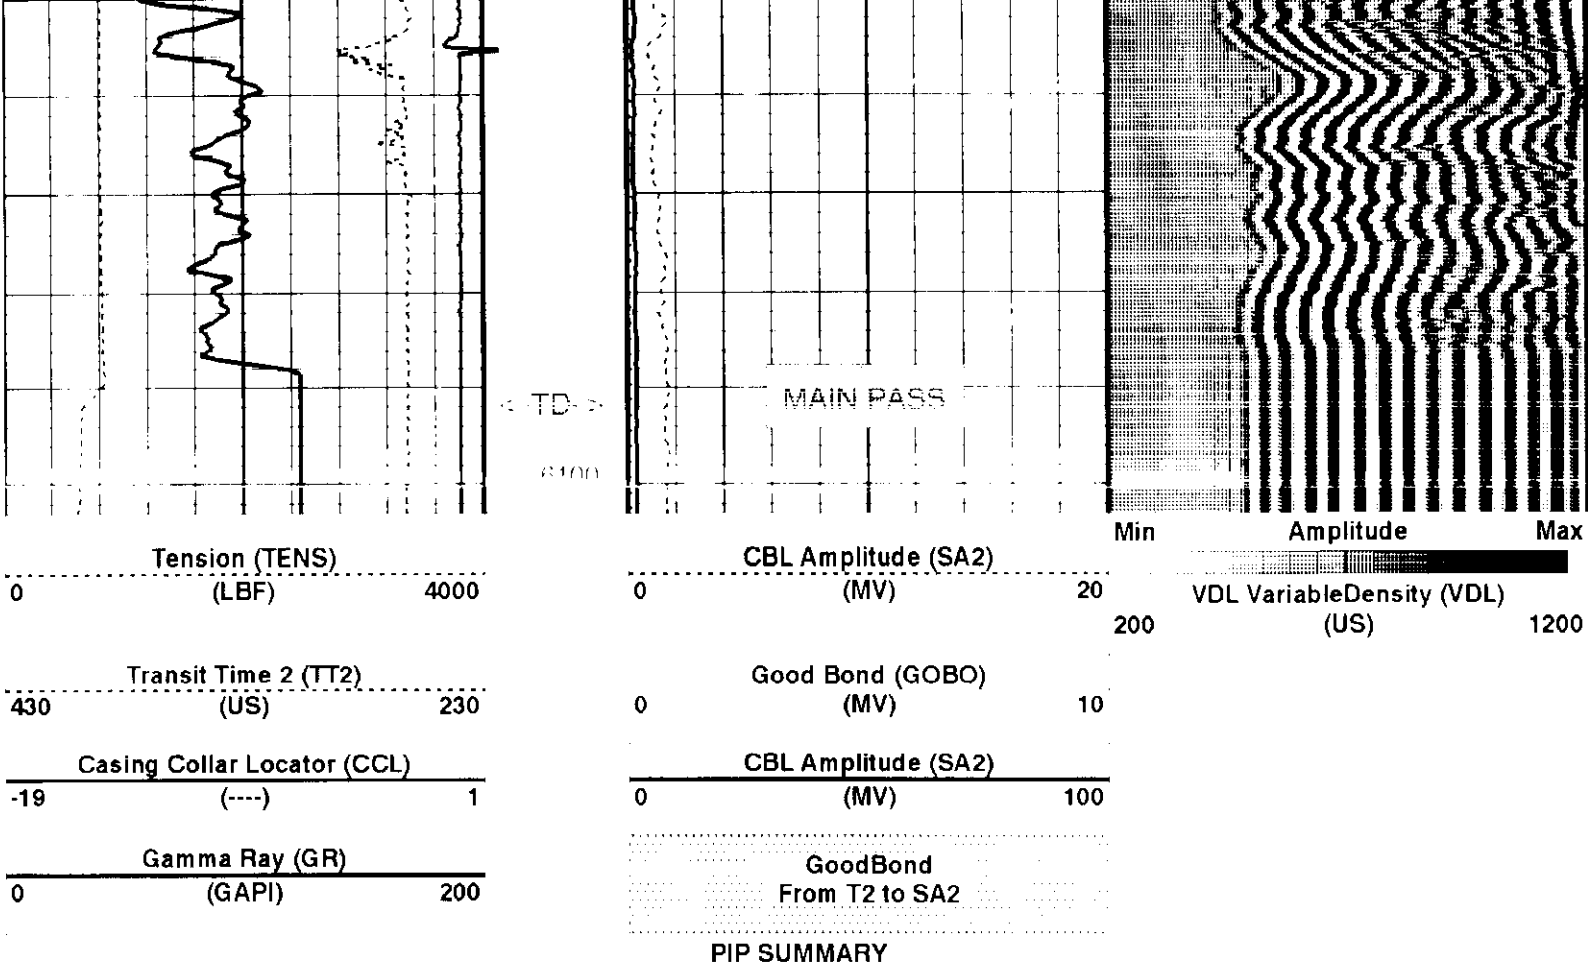 < -TD- >
MAIN PASS
6100
Min Amplitude Max
Tension (TENS)
0 (LBF) 4000
CBL Amplitude (SA2)
0 (MV) 20
VDL VariableDensity (VDL)
200 (US) 1200
Transit Time 2 (TT2)
430 (US) 230
Good Bond (GOBO)
0 (MV) 10
Casing Collar Locator (CCL)
-19 (----) 1
CBL Amplitude (SA2)
0 (MV) 100
Gamma Ray (GR)
0 (GAPI) 200
GoodBond
From T2 to SA2
PIP SUMMARY